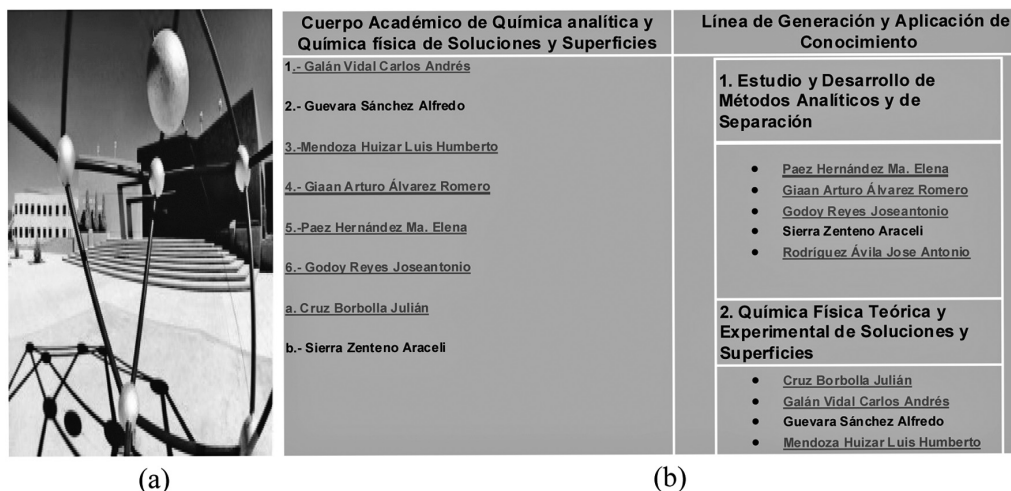 Cuerpo Académico de Química analítica y
Química física de Soluciones y Superficies
1.- Galán Vidal Carlos Andrés
2.- Guevara Sánchez Alfredo
3.-Mendoza Huizar Luis Humberto
4.- Giaan Arturo Álvarez Romero
5.-Paez Hernández Ma. Elena
6.- Godoy Reyes Joseantonio
a. Cruz Borbolla Julián
b.- Sierra Zenteno Araceli
Línea de Generación y Aplicación de
Conocimiento
1. Estudio y Desarrollo de
Métodos Analíticos y de
Separación
• Paez Hernández Ma. Elena
• Giaan Arturo Álvarez Romero
• Godoy Reyes Joseantonio
• Sierra Zenteno Araceli
• Rodríguez Ávila Jose Antonio
2. Química Física Teórica y
Experimental de Soluciones y
Superficies
• Cruz Borbolla Julián
• Galán Vidal Carlos Andrés
• Guevara Sánchez Alfredo
• Mendoza Huizar Luis Humberto
(a)
(b)